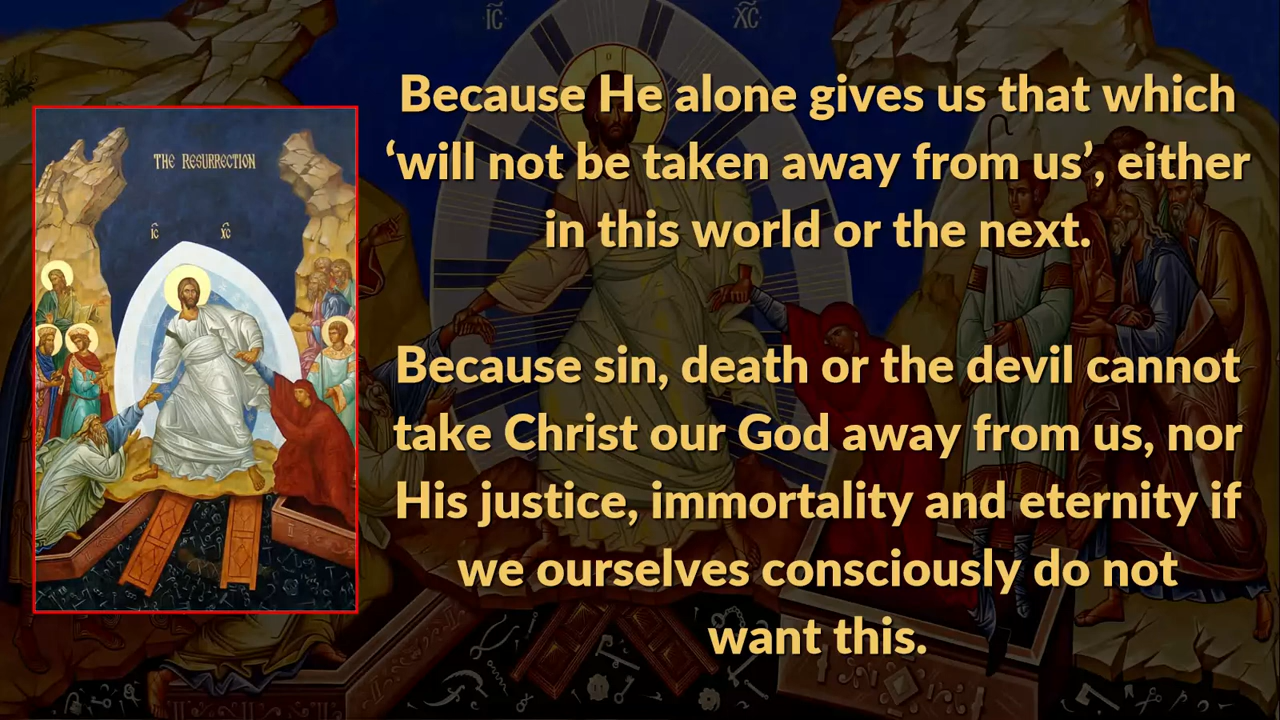 IC XC
THE RESURRECTION
IC XC
Because He alone gives us that which
‘will not be taken away from us’, either
in this world or the next.
Because sin, death or the devil cannot
take Christ our God away from us, nor
His justice, immortality and eternity if
we ourselves consciously do not
want this.